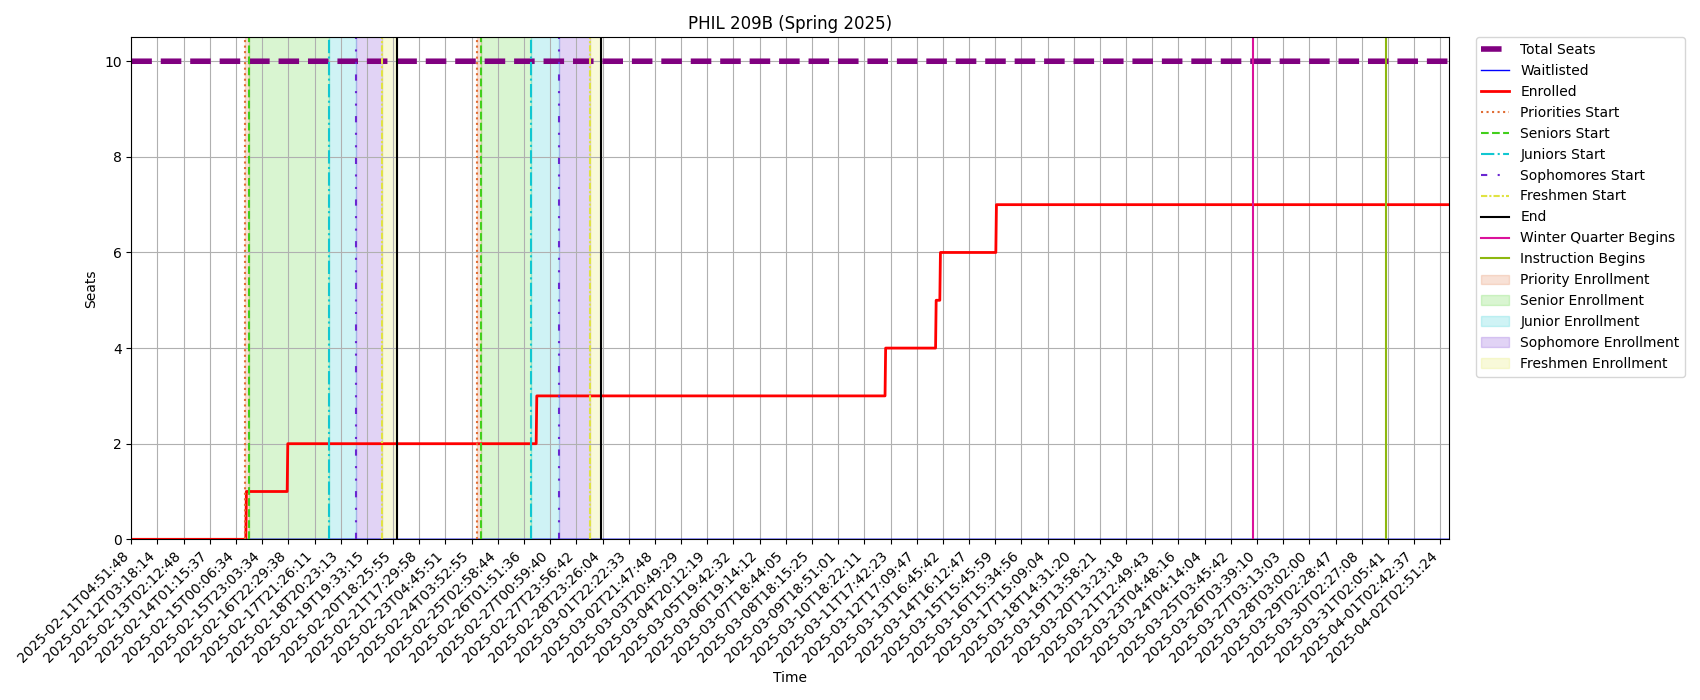 PHIL 209B (Spring 2025)
10
8
6
4
2
0
Seats
2025-02-11T04:51:48
2025-02-12T03:18:14
2025-02-13T02:12:48
2025-02-14T01:15:37
2025-02-15T00:06:34
2025-02-15T23:03:34
2025-02-16T22:29:38
2025-02-17T21:26:11
2025-02-18T20:23:13
2025-02-19T19:33:15
2025-02-20T18:25:55
2025-02-21T17:29:58
2025-02-23T04:45:51
2025-02-24T03:52:55
2025-02-25T02:58:44
2025-02-26T01:51:36
2025-02-27T00:59:40
2025-02-27T23:56:42
2025-02-28T23:26:04
2025-03-01T22:22:33
2025-03-02T21:47:48
2025-03-03T20:49:29
2025-03-04T20:12:19
2025-03-05T19:42:32
2025-03-06T19:14:12
2025-03-07T18:44:05
2025-03-08T18:15:25
2025-03-09T18:51:01
2025-03-10T18:22:11
2025-03-11T17:42:23
2025-03-12T17:09:47
2025-03-13T16:45:42
2025-03-14T16:12:47
2025-03-15T15:45:59
2025-03-16T15:34:56
2025-03-17T15:09:04
2025-03-18T14:31:20
2025-03-19T13:58:21
2025-03-20T13:23:18
2025-03-21T12:49:43
2025-03-23T04:48:16
2025-03-24T04:14:04
2025-03-25T03:45:42
2025-03-26T03:39:10
2025-03-27T03:13:03
2025-03-28T03:02:00
2025-03-29T02:28:47
2025-03-30T02:27:08
2025-03-31T02:05:41
2025-04-01T02:42:37
2025-04-02T02:51:24
Time
Total Seats
Waitlisted
Enrolled
Priorities Start
Seniors Start
Juniors Start
Sophomores Start
Freshmen Start
End
Winter Quarter Begins
Instruction Begins
Priority Enrollment
Senior Enrollment
Junior Enrollment
Sophomore Enrollment
Freshmen Enrollment